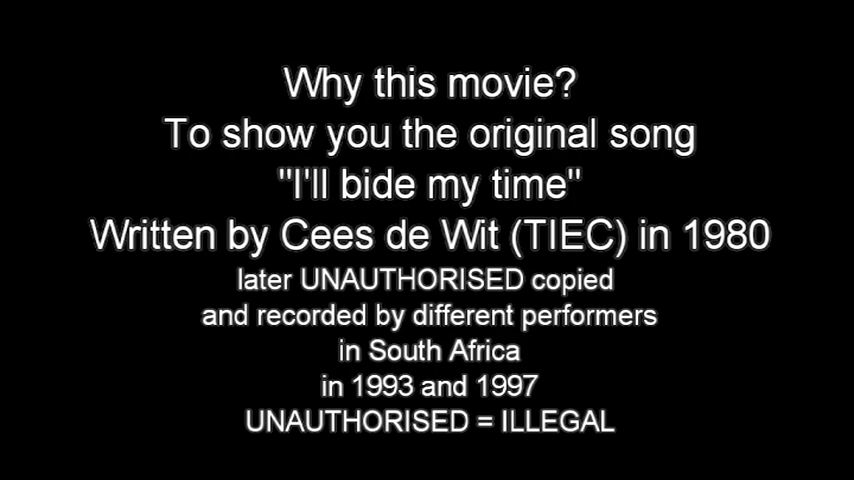 Why this movie?
To show you the original song
"I'll bide my time"
Written by Cees de Wit (TIEC) in 1980
later UNAUTHORISED copied
and recorded by different performers
in South Africa
in 1993 and 1997
UNAUTHORISED = ILLEGAL